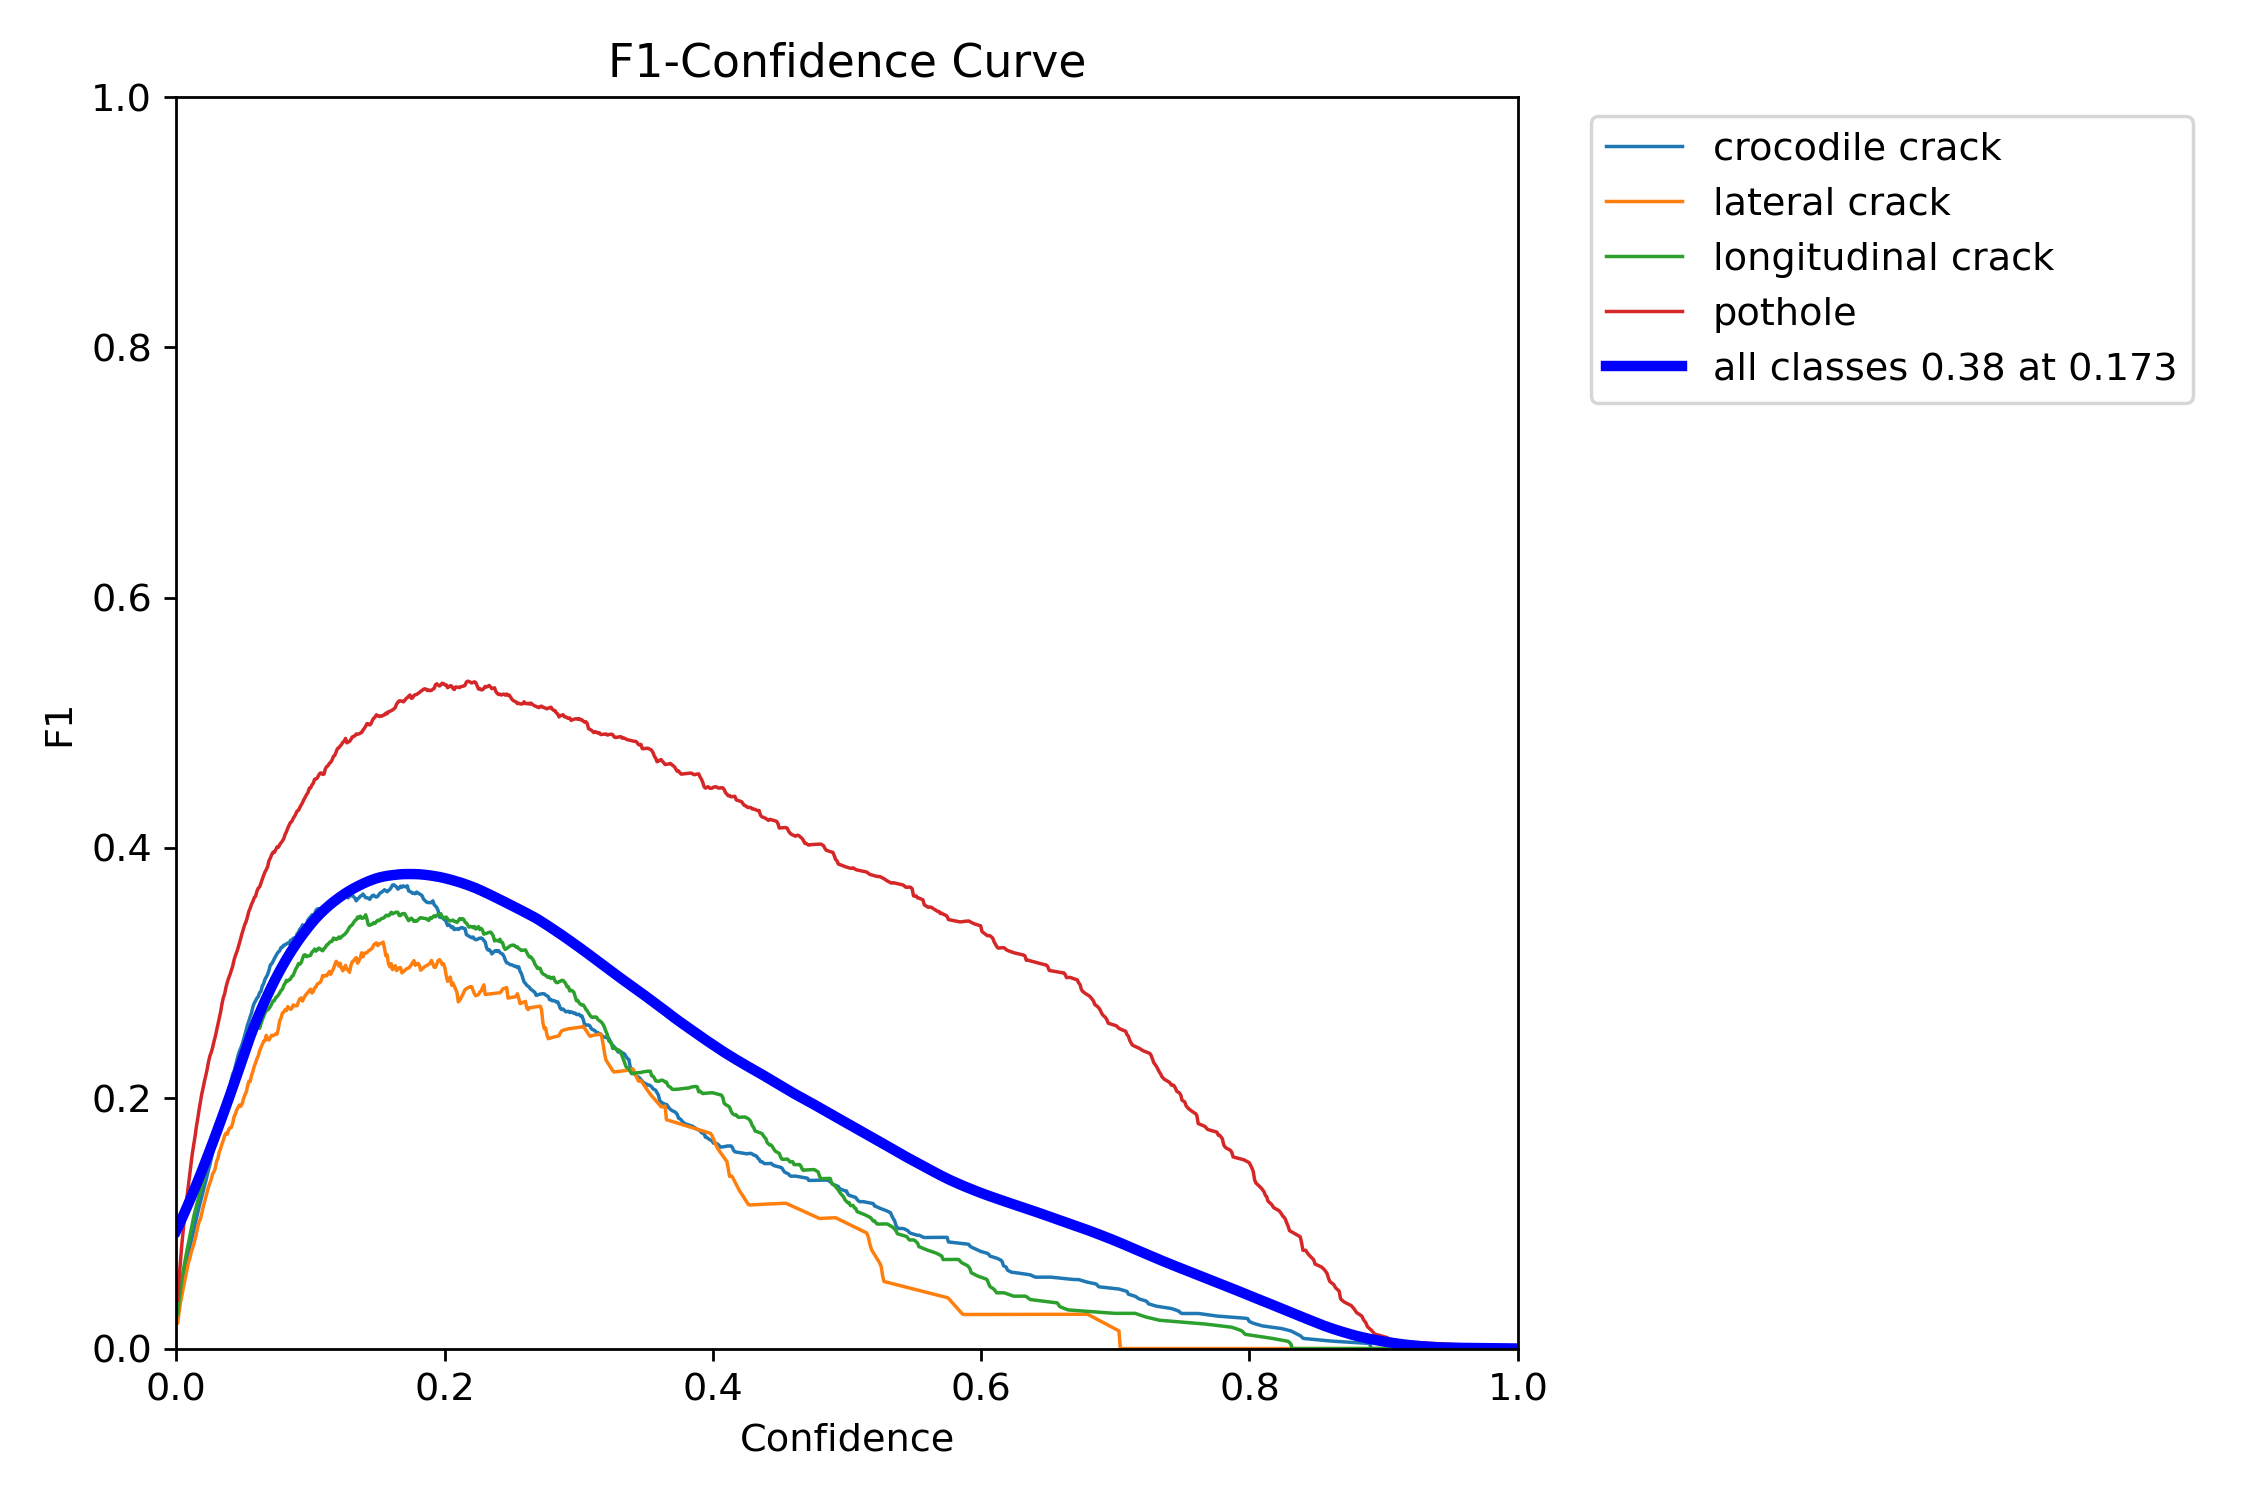 F1-Confidence Curve
1.0
0.8
0.6
0.4
0.2
0.0
F1
0.0 0.2 0.4 0.6 0.8 1.0
Confidence
crocodile crack
lateral crack
longitudinal crack
pothole
all classes 0.38 at 0.173